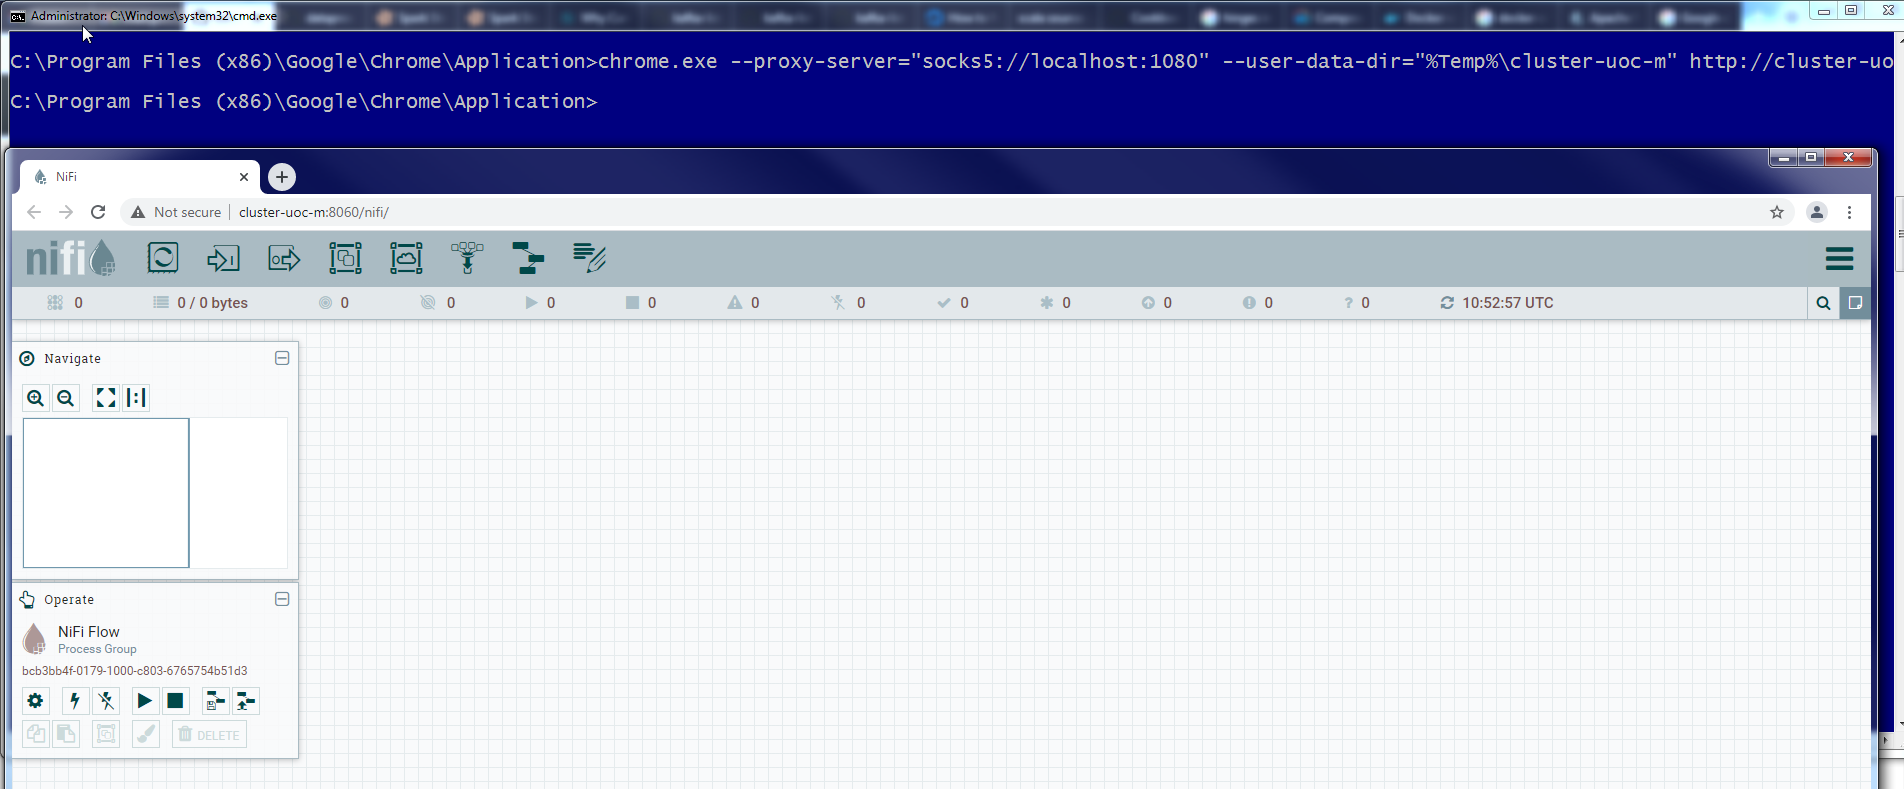 Administrator: C:\Windows\system32\cmd.exe
C:\Program Files (x86)\Google\Chrome\Application>chrome.exe --proxy-server="socks5://localhost:1080" --user-data-dir="%Temp%\cluster-uoc-m" http://cluster-uo
C:\Program Files (x86)\Google\Chrome\Application>
NiFi
Not secure cluster-uoc-m:8060/nifi/
nifi
0 0 / 0 bytes 0 0 0 0 0 0 0 0 0 0 0 10:52:57 UTC
Navigate
Operate
NiFi Flow
Process Group
bcb3bb4f-0179-1000-c803-6765754b51d3
DELETE